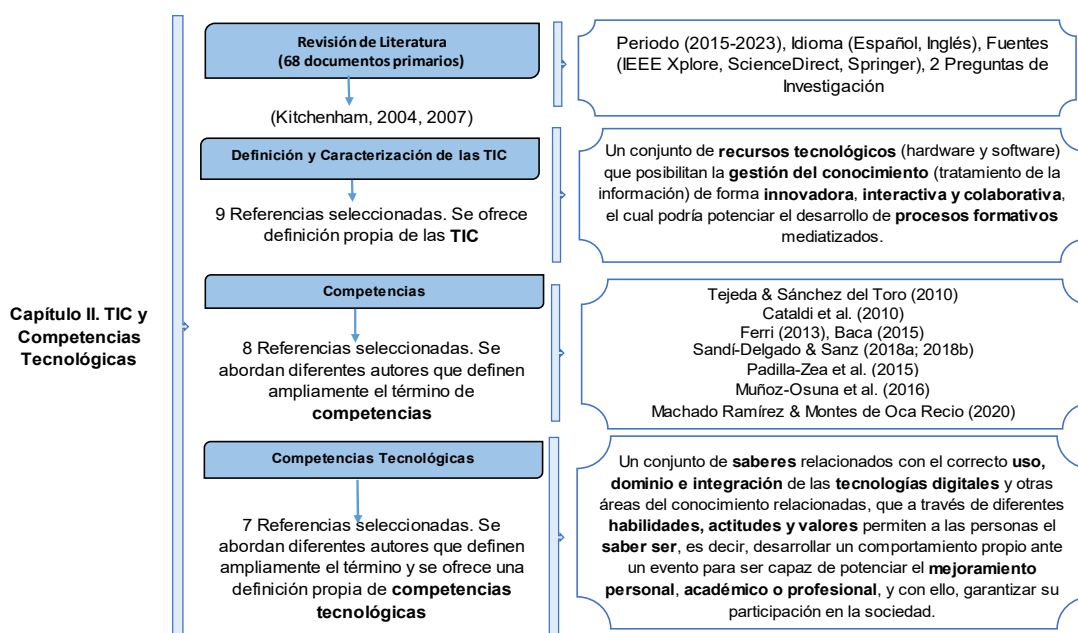 Capítulo II. TIC y
Competencias
Tecnológicas
Revisión de Literatura
(68 documentos primarios)
(Kitchenham, 2004, 2007)
Periodo (2015-2023), Idioma (Español, Inglés), Fuentes
(IEEE Xplore, ScienceDirect, Springer), 2 Preguntas de
Investigación
Definición y Caracterización de las TIC
9 Referencias seleccionadas. Se ofrece
definición propia de las TIC
Un conjunto de recursos tecnológicos (hardware y software)
que posibilitan la gestión del conocimiento (tratamiento de la
información) de forma innovadora, interactiva y colaborativa,
el cual podría potenciar el desarrollo de procesos formativos
mediatizados.
Competencias
8 Referencias seleccionadas. Se
abordan diferentes autores que definen
ampliamente el término de
competencias
Tejeda & Sánchez del Toro (2010)
Cataldi et al. (2010)
Ferri (2013), Baca (2015)
Sandí-Delgado & Sanz (2018a; 2018b)
Padilla-Zea et al. (2015)
Muñoz-Osuna et al. (2016)
Machado Ramírez & Montes de Oca Recio (2020)
Competencias Tecnológicas
7 Referencias seleccionadas. Se
abordan diferentes autores que definen
ampliamente el término y se ofrece una
definición propia de competencias
tecnológicas
Un conjunto de saberes relacionados con el correcto uso,
dominio e integración de las tecnologías digitales y otras
áreas del conocimiento relacionadas, que a través de diferentes
habilidades, actitudes y valores permiten a las personas el
saber ser, es decir, desarrollar un comportamiento propio ante
un evento para ser capaz de potenciar el mejoramiento
personal, académico o profesional, y con ello, garantizar su
participación en la sociedad.